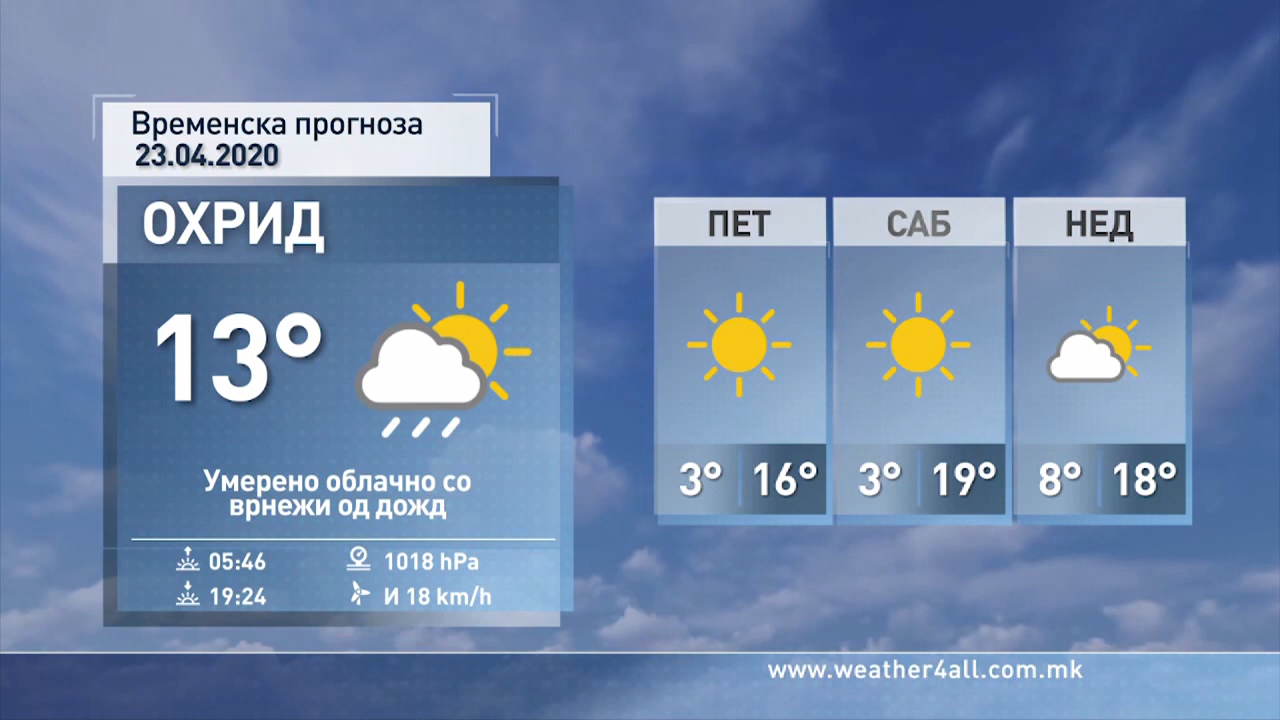 Временска прогноза
23.04.2020
ОХРИД
13°
Умерено облачно со
врнежи од дожд
05:46
1018 hPa
19:24
И 18 km/h
ПЕТ
САБ
НЕД
3° 16°
3° 19°
8° 18°
www.weather4all.com.mk